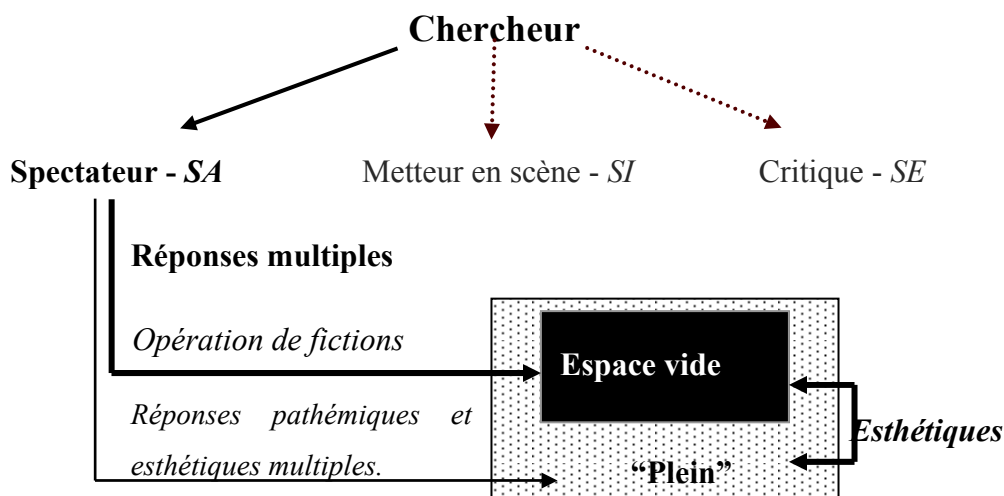 Chercheur
Spectateur - SA
Metteur en scène - SI
Critique - SE
Réponses multiples
Opération de fictions
Espace vide
Réponses pathémiques et
esthétiques multiples.
Esthétiques
“Plein”